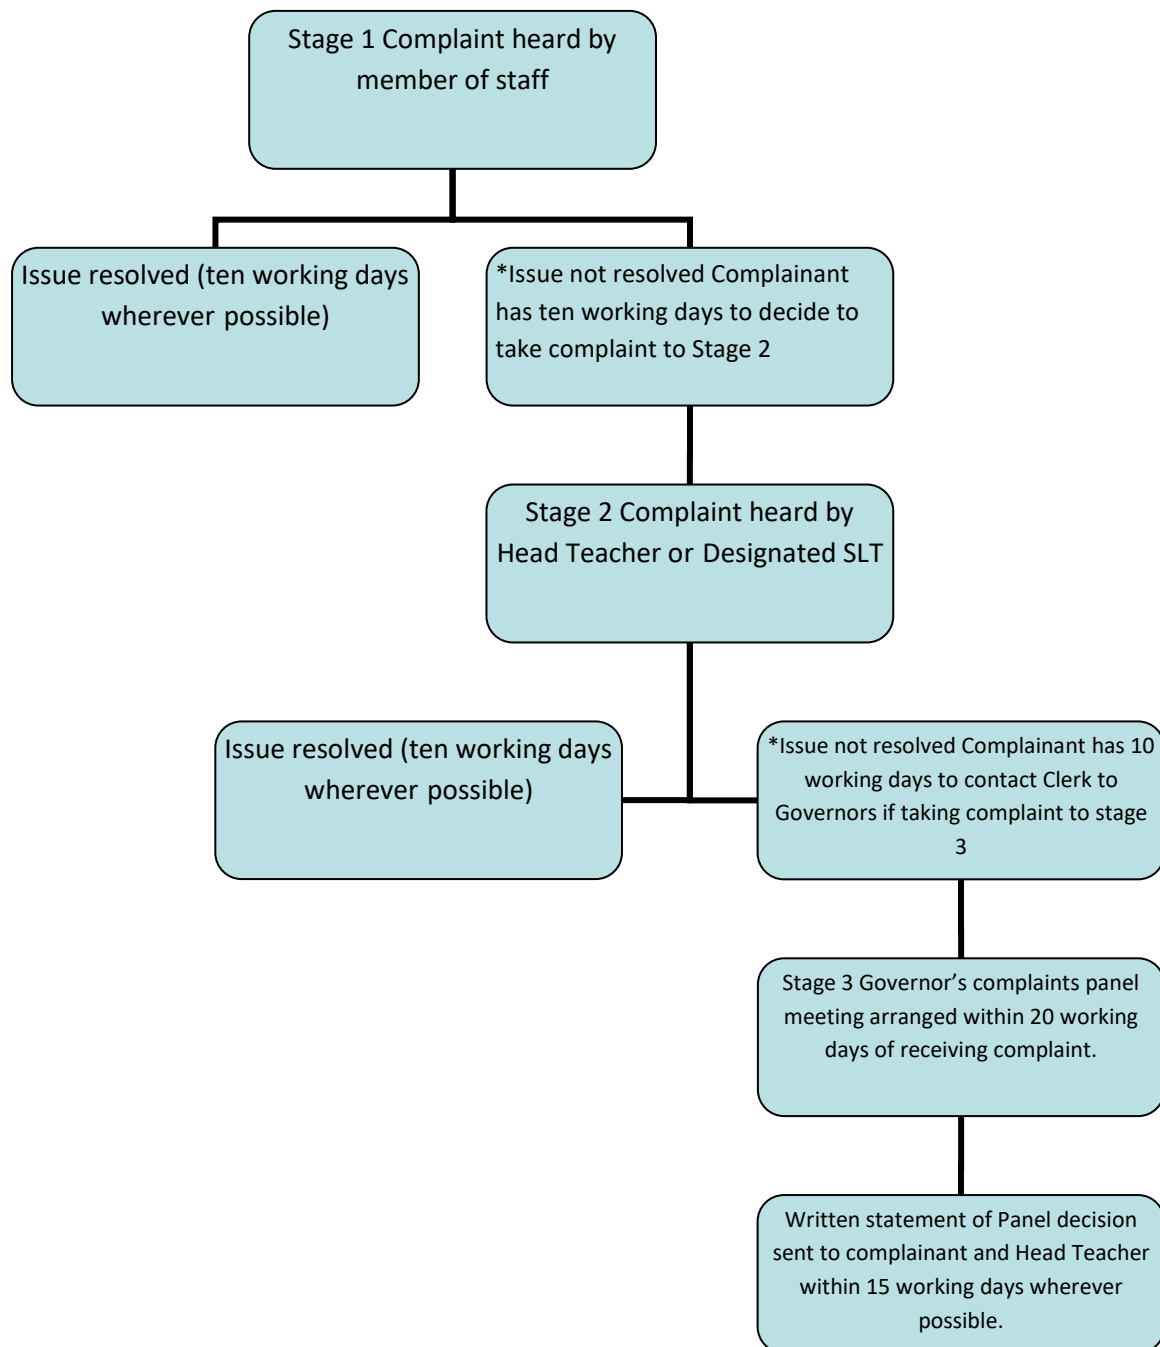 Stage 1 Complaint heard by
member of staff
Issue resolved (ten working days
wherever possible)
*Issue not resolved Complainant
has ten working days to decide to
take complaint to Stage 2
Stage 2 Complaint heard by
Head Teacher or Designated SLT
Issue resolved (ten working days
wherever possible)
*Issue not resolved Complainant has 10
working days to contact Clerk to
Governors if taking complaint to stage
3
Stage 3 Governor’s complaints panel
meeting arranged within 20 working
days of receiving complaint.
Written statement of Panel decision
sent to complainant and Head Teacher
within 15 working days wherever
possible.